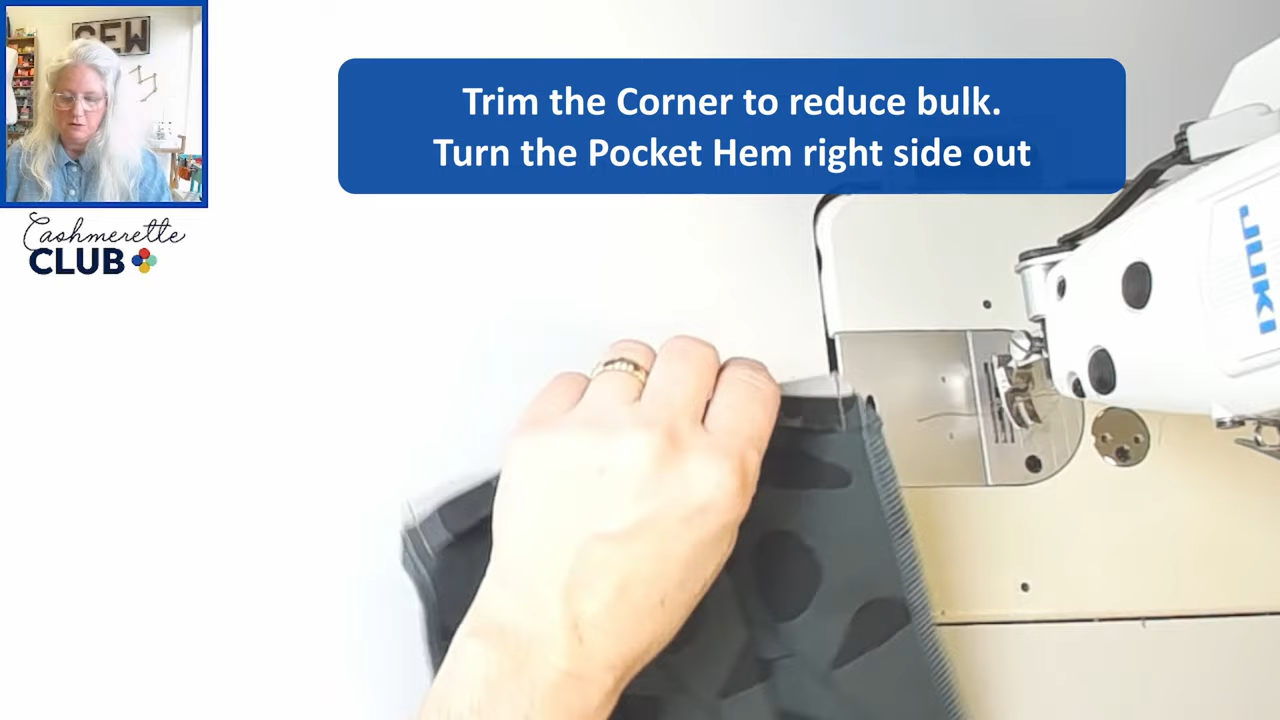 SEW
Trim the Corner to reduce bulk.
Turn the Pocket Hem right side out
Cashmerette
CLUB
JUKI